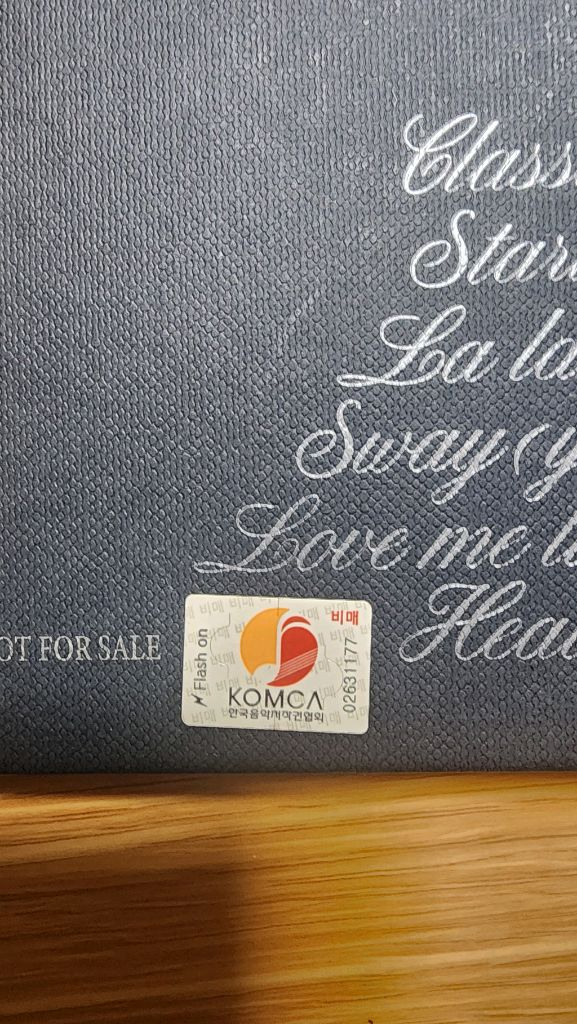 Class
Star
La la
Sway (y
Love me
Hea
OT FOR SALE
비매
Flash on
02631177
KOMCA
한국음악저작권협회